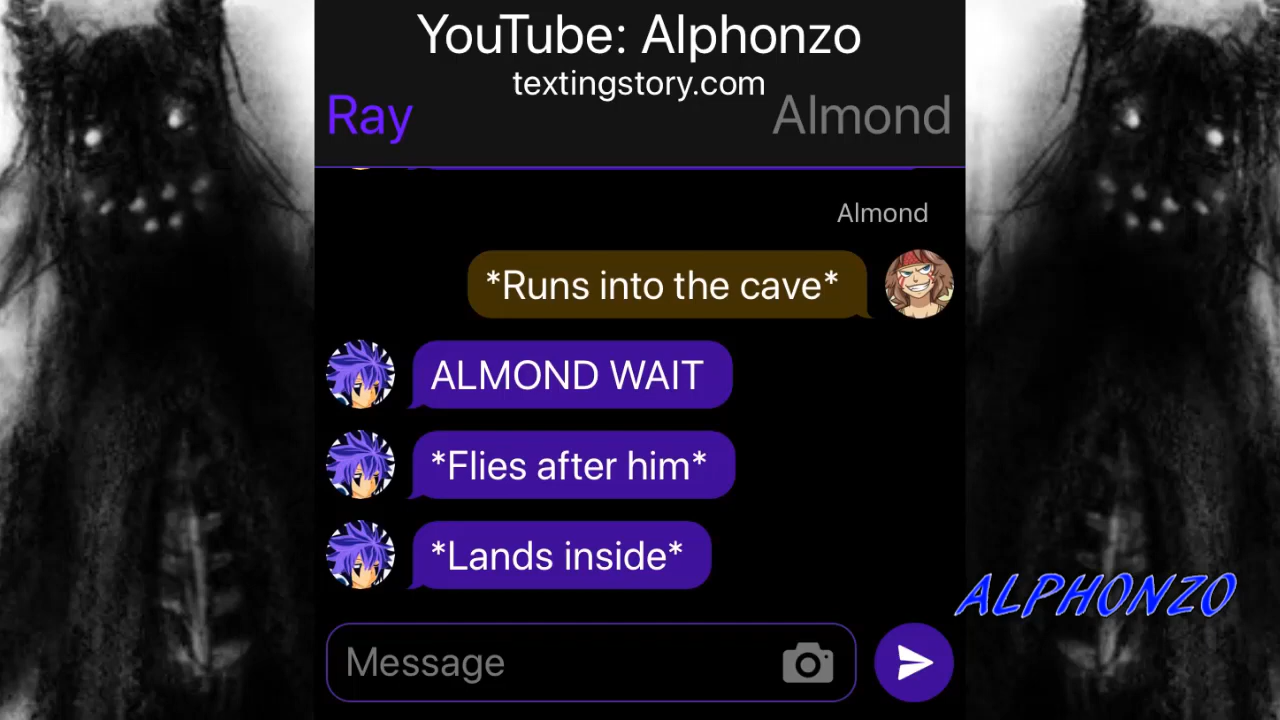 YouTube: Alphonzo
textingstory.com
Ray
Almond
Almond
*Runs into the cave*
ALMOND WAIT
*Flies after him*
*Lands inside*
ALPHONZO
Message